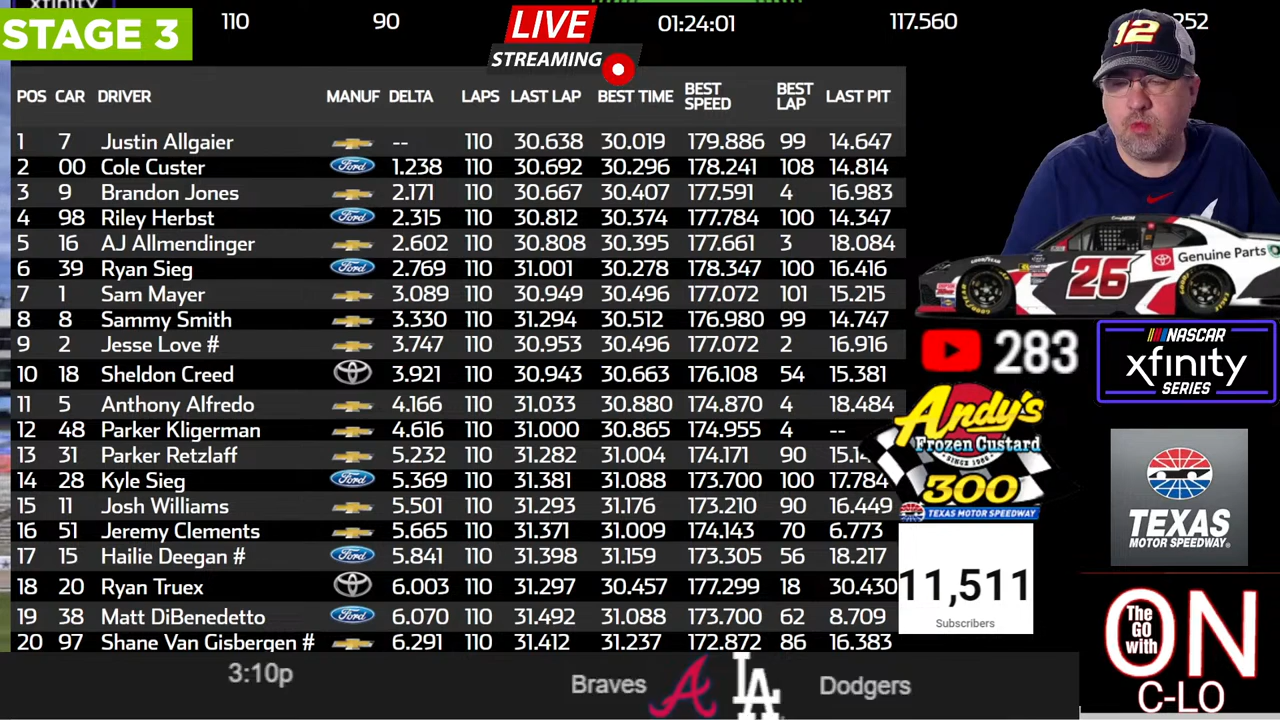 xfinity
STAGE 3
110 90 01:24:01 117.560 252
LIVE
STREAMING
12
POS CAR DRIVER MANUF DELTA LAPS LAST LAP BEST TIME BEST SPEED BEST LAP LAST PIT
1 7 Justin Allgaier -- 110 30.638 30.019 179.886 99 14.647
2 00 Cole Custer Ford 1.238 110 30.692 30.296 178.241 108 14.814
3 9 Brandon Jones 2.171 110 30.667 30.407 177.591 4 16.983
4 98 Riley Herbst Ford 2.315 110 30.812 30.374 177.784 100 14.347
5 16 AJ Allmendinger 2.602 110 30.808 30.395 177.661 3 18.084
6 39 Ryan Sieg Ford 2.769 110 31.001 30.278 178.347 100 16.416
7 1 Sam Mayer 3.089 110 30.949 30.496 177.072 101 15.215
8 8 Sammy Smith 3.330 110 31.294 30.512 176.980 99 14.747
9 2 Jesse Love # 3.747 110 30.953 30.496 177.072 2 16.916
10 18 Sheldon Creed 3.921 110 30.943 30.663 176.108 54 15.381
11 5 Anthony Alfredo 4.166 110 31.033 30.880 174.870 4 18.484
12 48 Parker Kligerman 4.616 110 31.000 30.865 174.955 4 --
13 31 Parker Retzlaff 5.232 110 31.282 31.004 174.171 90
14 28 Kyle Sieg Ford 5.369 110 31.381 31.088 173.700 100 17.784
15 11 Josh Williams 5.501 110 31.293 31.176 173.210 90 16.449
16 51 Jeremy Clements 5.665 110 31.371 31.009 174.143 70 6.773
17 15 Hailie Deegan # Ford 5.841 110 31.398 31.159 173.305 56 18.217
18 20 Ryan Truex 6.003 110 31.297 30.457 177.299 18 30.430
19 38 Matt DiBenedetto Ford 6.070 110 31.492 31.088 173.700 62 8.709
20 97 Shane Van Gisbergen # 6.291 110 31.412 31.237 172.872 86 16.383
26
Genuine Parts
283
NASCAR
xfinity
SERIES
Andy's
Frozen Custard
SINCE 1986
300
TEXAS MOTOR SPEEDWAY
TEXAS
MOTOR SPEEDWAY
11,511
Subscribers
The GO with ON
C-LO
3:10p
Braves A LA Dodgers